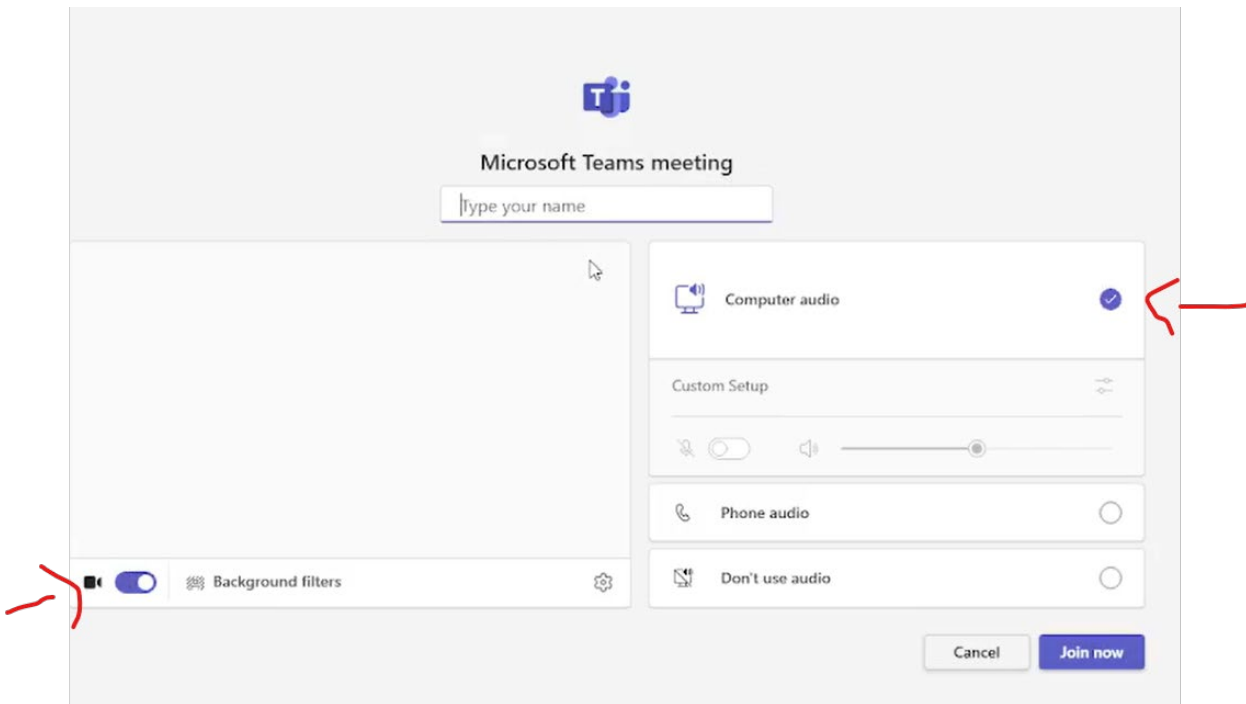 T
Microsoft Teams meeting
Type your name
Computer audio
Custom Setup
Phone audio
Background filters
Don't use audio
Cancel
Join now